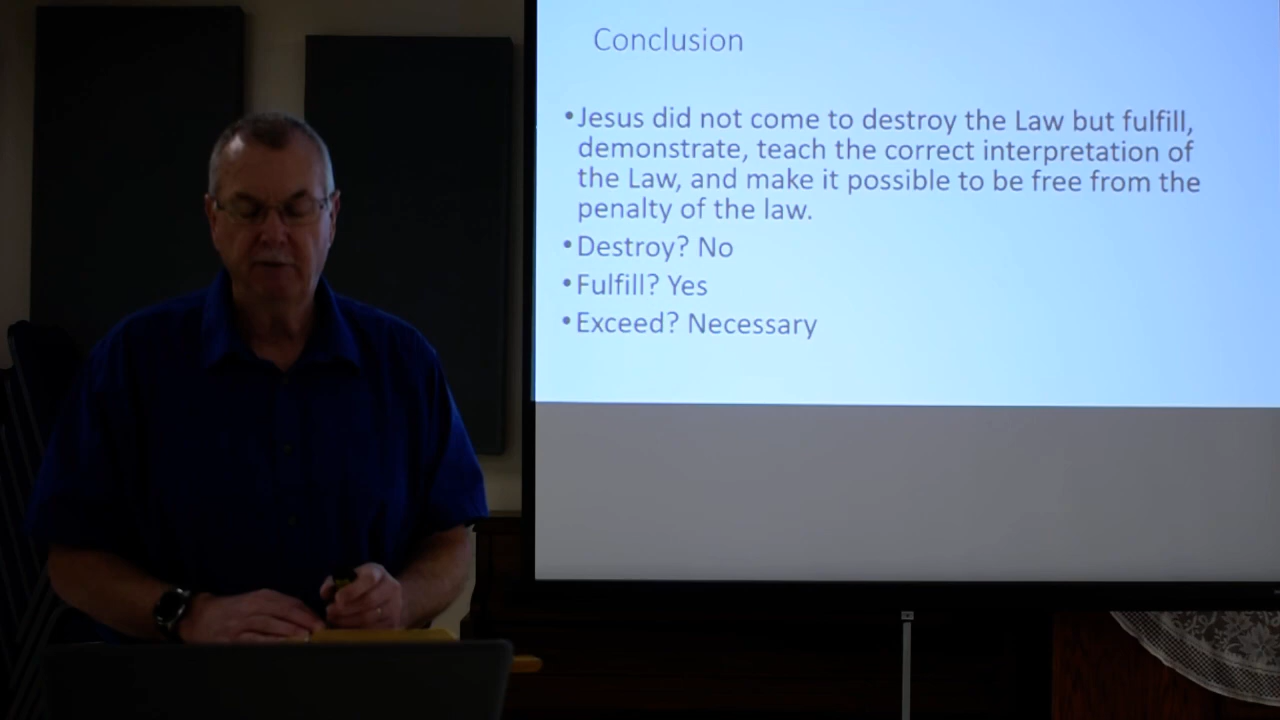 Conclusion
•Jesus did not come to destroy the Law but fulfill,
demonstrate, teach the correct interpretation of
the Law, and make it possible to be free from the
penalty of the law.
•Destroy? No
•Fulfill? Yes
•Exceed? Necessary